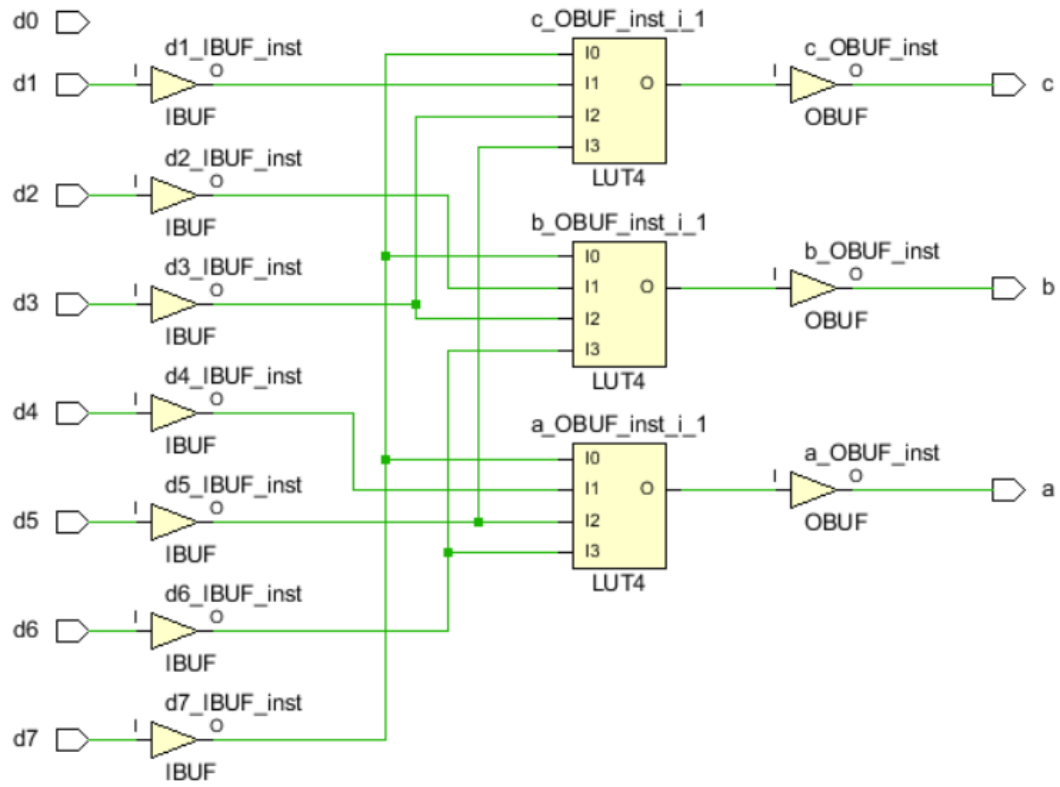 d0
c_OBUF_inst_i_1
d1_IBUF_inst
I0
c_OBUF_inst
d1
I
O
I1
O
I
O
c
IBUF
I2
OBUF
I3
d2_IBUF_inst
LUT4
d2
I
O
IBUF
b_OBUF_inst_i_1
d3_IBUF_inst
I0
b_OBUF_inst
d3
I
O
I1
O
I
O
b
IBUF
I2
OBUF
I3
d4_IBUF_inst
LUT4
d4
I
O
IBUF
a_OBUF_inst_i_1
I0
a_OBUF_inst
d5_IBUF_inst
I1
O
I
O
a
d5
I
O
I2
OBUF
IBUF
I3
LUT4
d6_IBUF_inst
d6
I
O
IBUF
d7_IBUF_inst
d7
I
O
IBUF